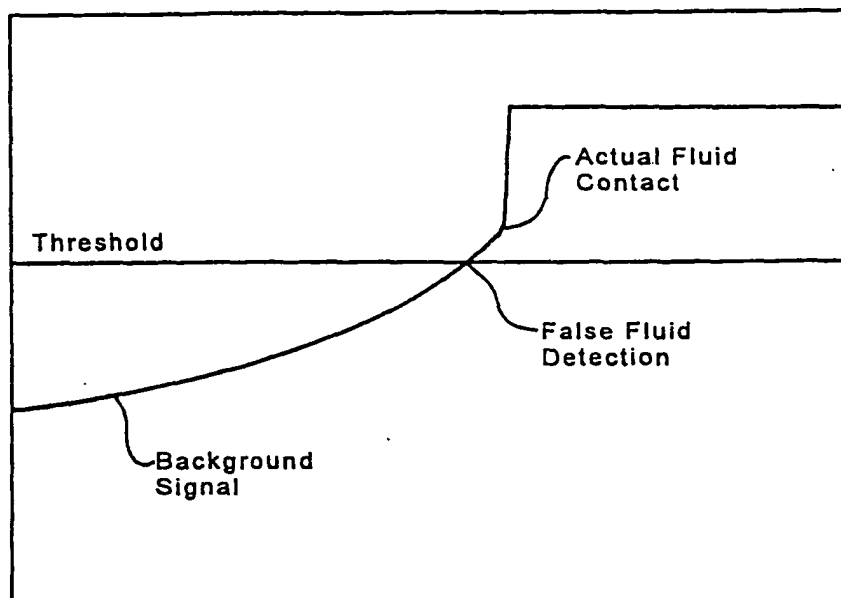 Actual Fluid
Contact
Threshold
False Fluid
Detection
Background
Signal